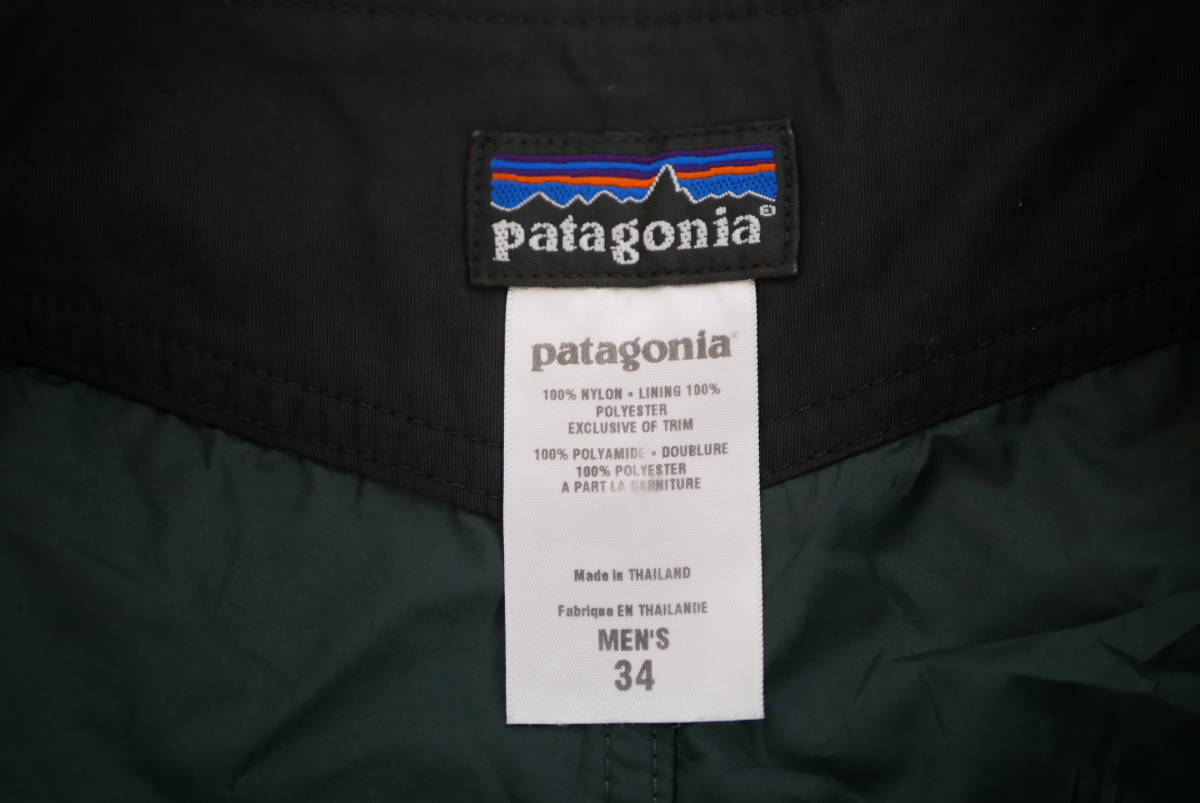 patagonia®
patagonia®
100% NYLON • LINING 100%
POLYESTER
EXCLUSIVE OF TRIM
100% POLYAMIDE • DOUBLURE
100% POLYESTER
A PART LA GARNITURE
Made in THAILAND
Fabrique EN THAILANDE
MEN'S
34